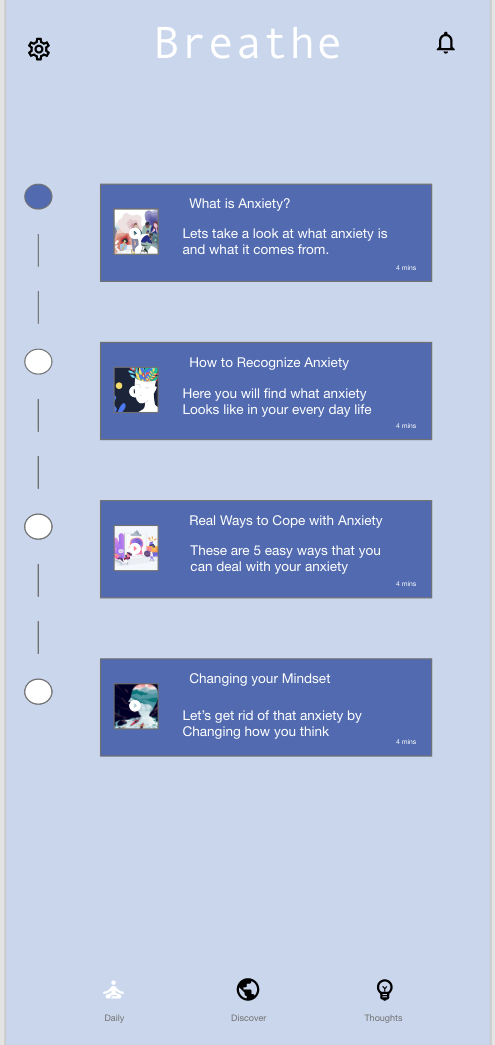 Breathe
What is Anxiety?
Lets take a look at what anxiety is
and what it comes from.
4 mins
How to Recognize Anxiety
Here you will find what anxiety
Looks like in your every day life
4 mins
Real Ways to Cope with Anxiety
These are 5 easy ways that you
can deal with your anxiety
4 mins
Changing your Mindset
Let's get rid of that anxiety by
Changing how you think
4 mins
Daily
Discover
Thoughts